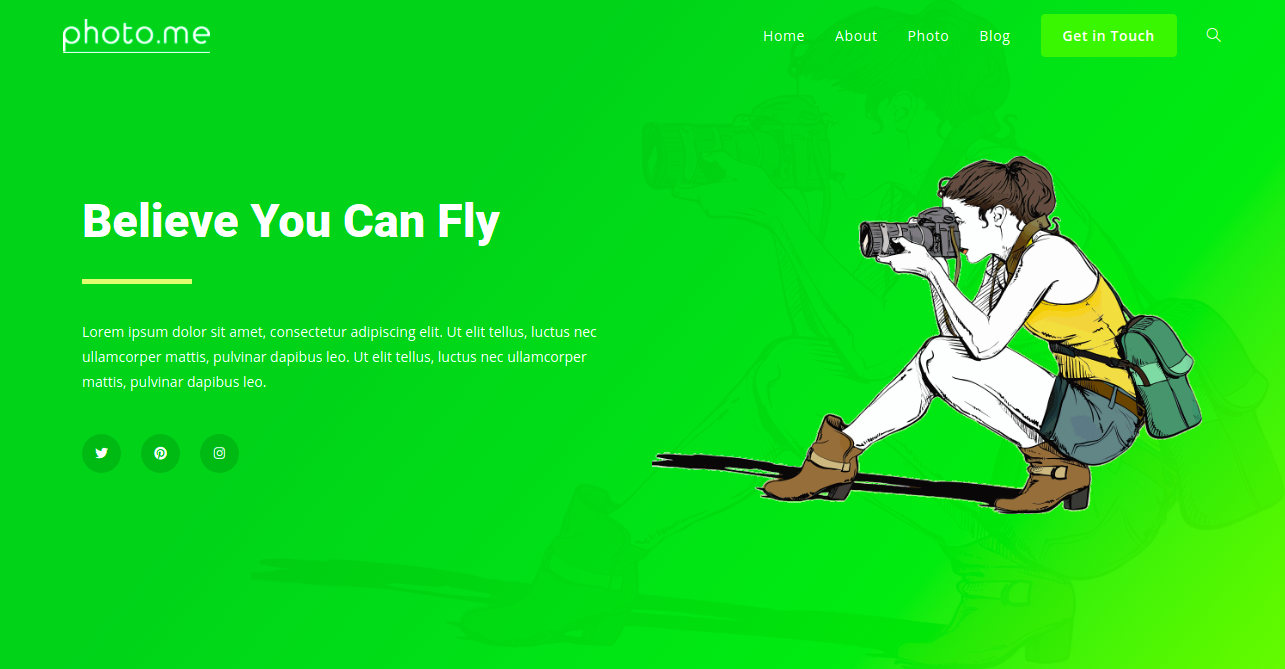 photo.me
Home About Photo Blog Get in Touch
Believe You Can Fly
Lorem ipsum dolor sit amet, consectetur adipiscing elit. Ut elit tellus, luctus nec
ullamcorper mattis, pulvinar dapibus leo. Ut elit tellus, luctus nec ullamcorper
mattis, pulvinar dapibus leo.